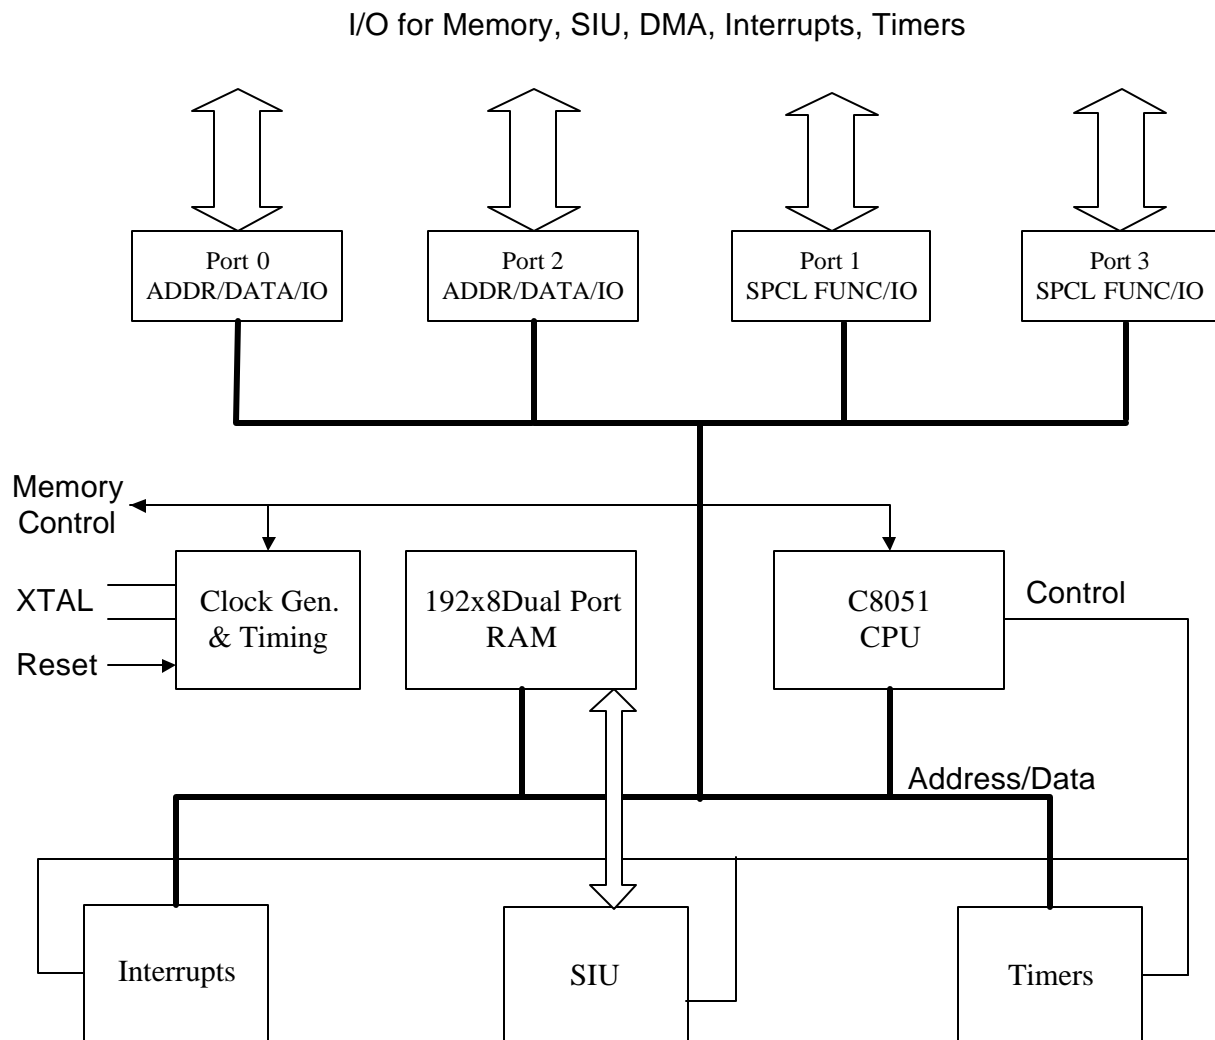 I/O for Memory, SIU, DMA, Interrupts, Timers
Port 0
ADDR/DATA/IO
Port 2
ADDR/DATA/IO
Port 1
SPCL FUNC/IO
Port 3
SPCL FUNC/IO
Memory
Control
XTAL
Reset
Clock Gen.
& Timing
192x8Dual Port
RAM
C8051
CPU
Control
Address/Data
Interrupts
SIU
Timers